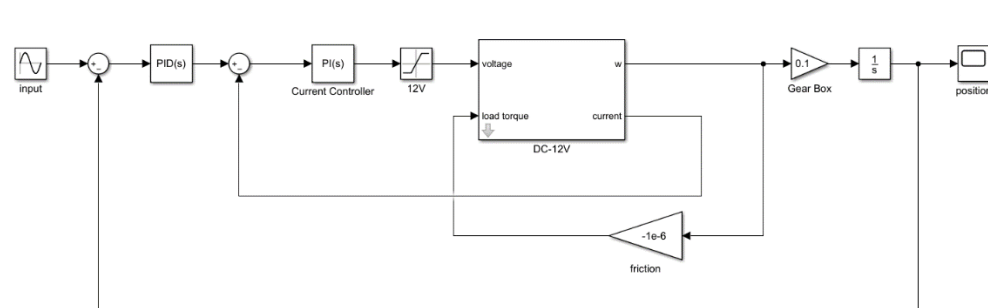 input
PID(s)
PI(s)
Current Controller
12V
voltage
w
load torque
current
DC-12V
0.1
Gear Box
1
s
position
-1e-6
friction